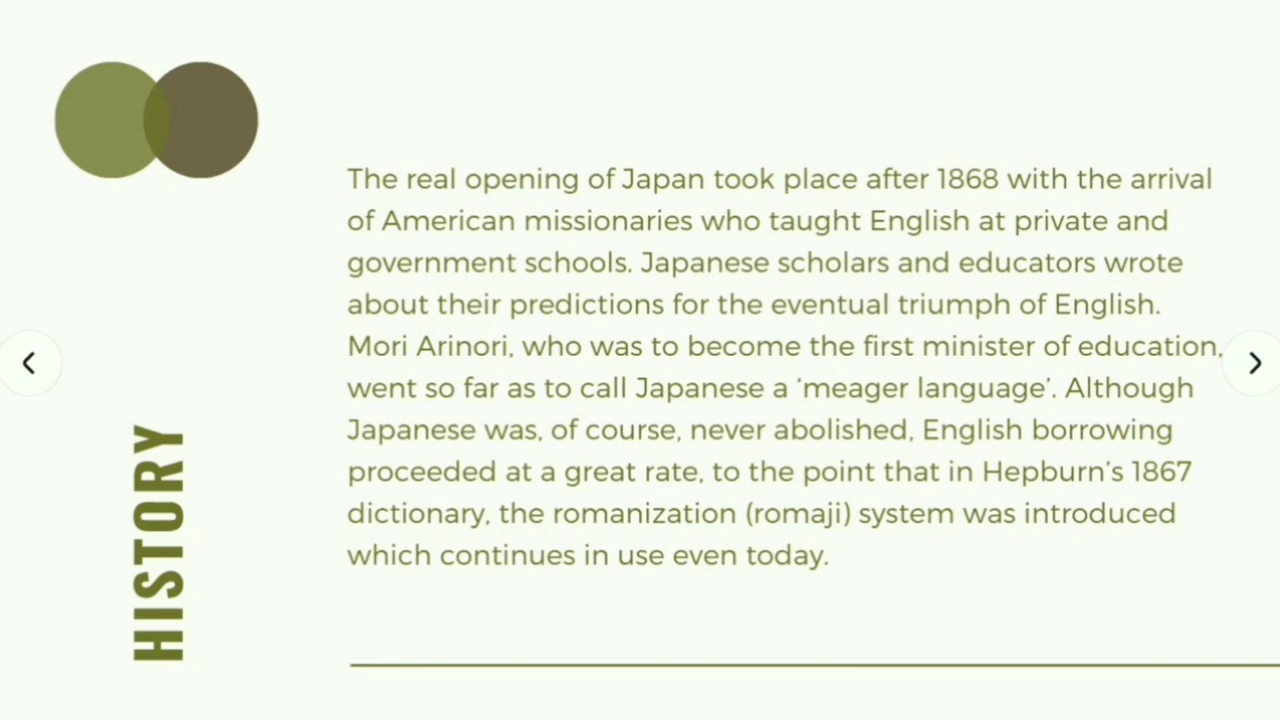 The real opening of Japan took place after 1868 with the arrival
of American missionaries who taught English at private and
government schools. Japanese scholars and educators wrote
about their predictions for the eventual triumph of English.
Mori Arinori, who was to become the first minister of education,
went so far as to call Japanese a ‘meager language’. Although
Japanese was, of course, never abolished, English borrowing
proceeded at a great rate, to the point that in Hepburn’s 1867
dictionary, the romanization (romaji) system was introduced
which continues in use even today.
HISTORY